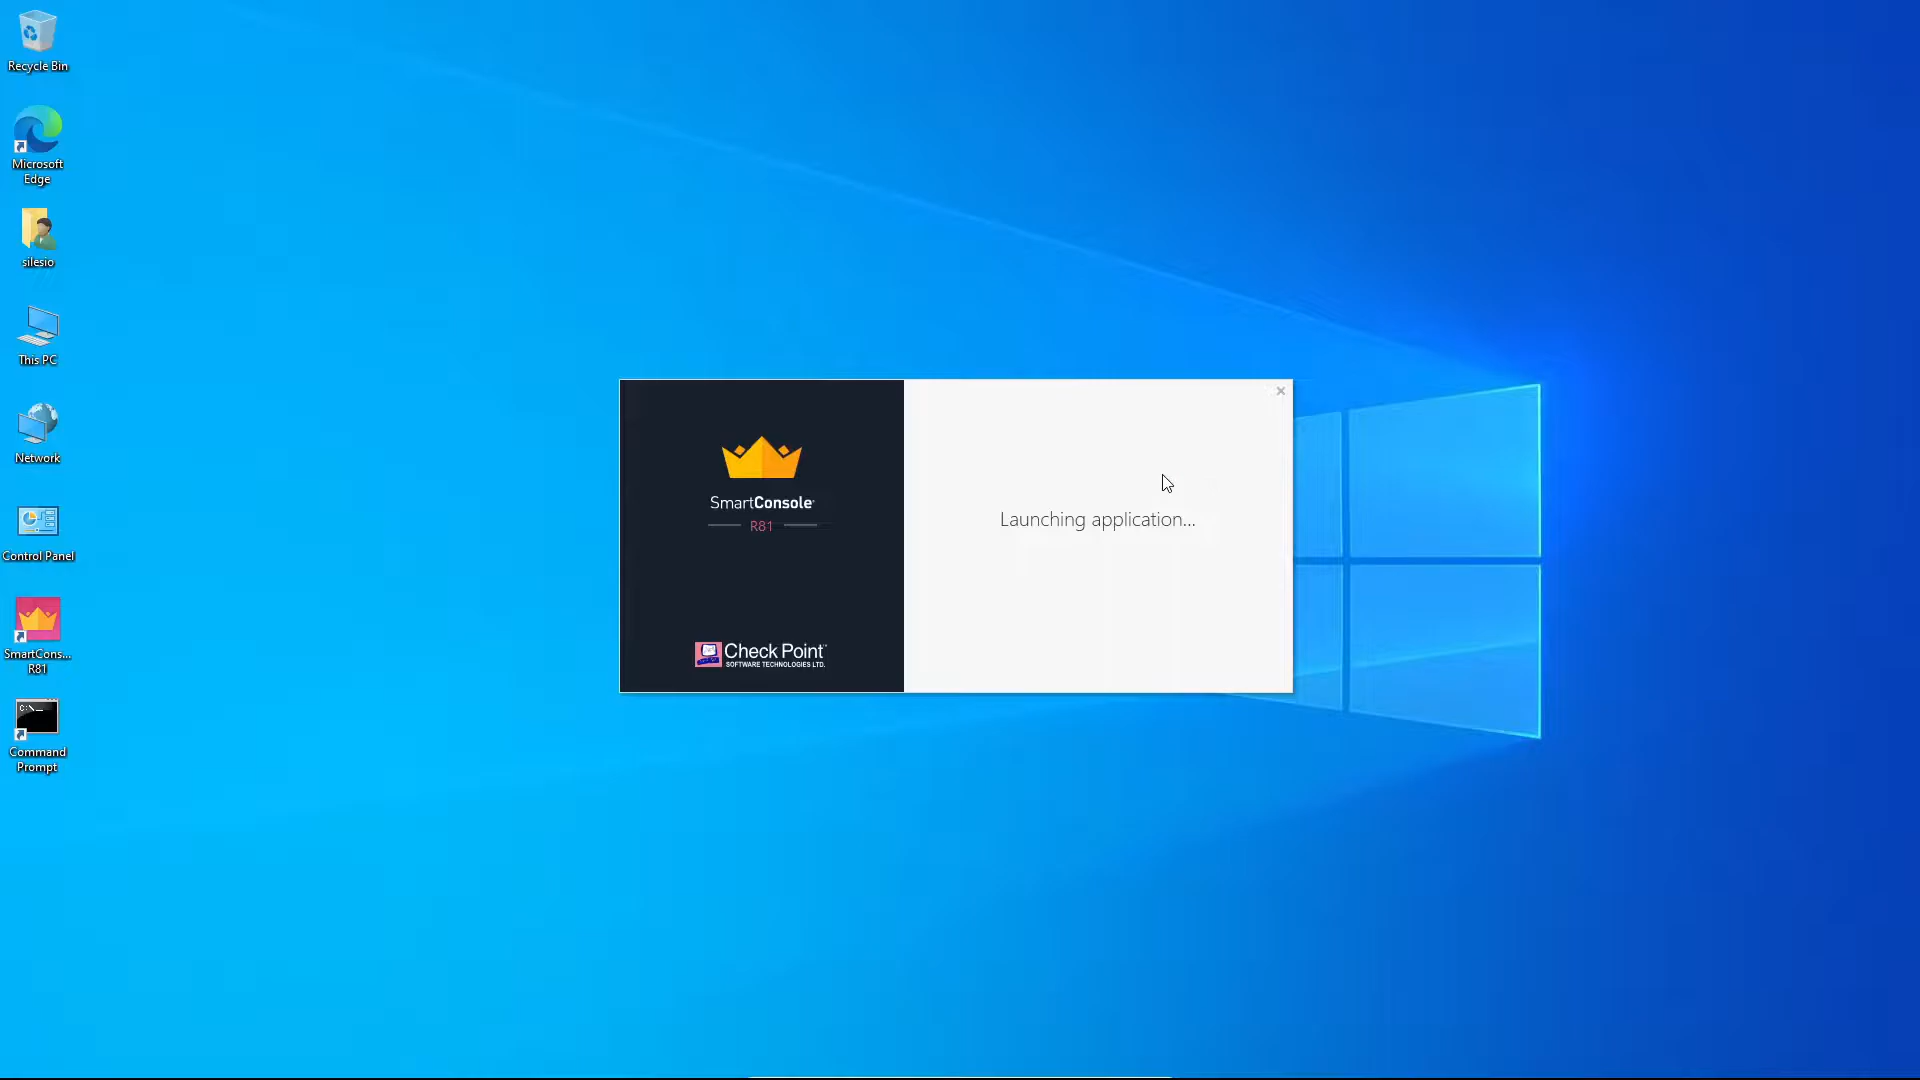 Recycle Bin
Microsoft
Edge
silesio
This PC
Network
Control Panel
SmartCons...
R81
C:\._
Command
Prompt
SmartConsole
R81
Check Point
SOFTWARE TECHNOLOGIES LTD.
Launching application...